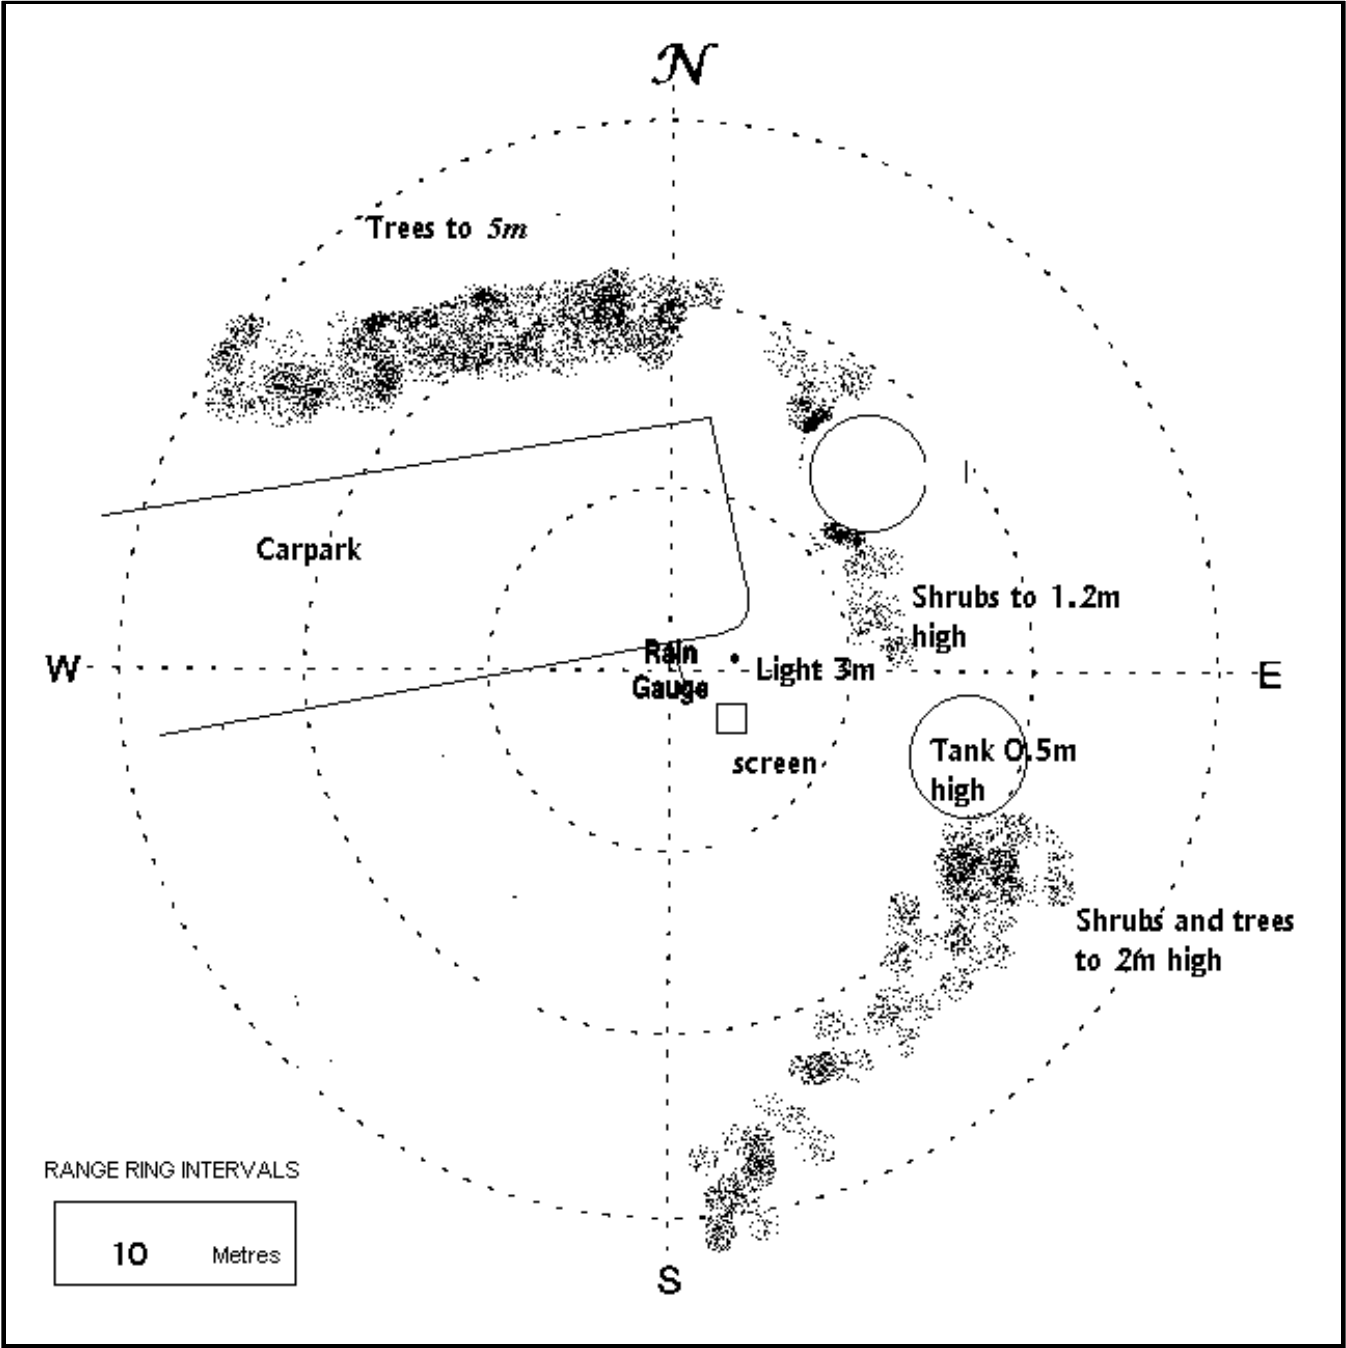 N
Trees to 5m
Carpark
Shrubs to 1.2m
high
Rain
Gauge
Light 3m
W
E
screen
Tank 0.5m
high
Shrubs and trees
to 2m high
RANGE RING INTERVALS
10 Metres
S